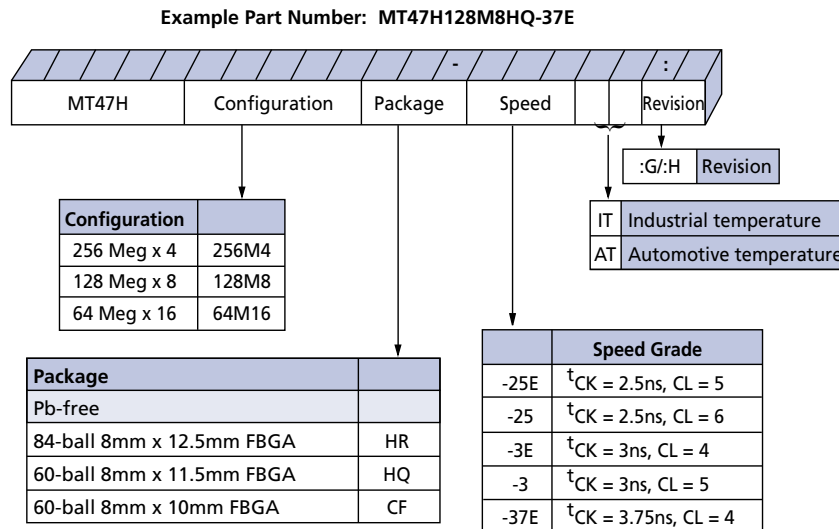 Example Part Number: MT47H128M8HQ-37E
- :
MT47H Configuration Package Speed Revision
:G/:H Revision
IT Industrial temperature
AT Automotive temperature
Configuration
256 Meg x 4 256M4
128 Meg x 8 128M8
64 Meg x 16 64M16
Package
Pb-free
84-ball 8mm x 12.5mm FBGA HR
60-ball 8mm x 11.5mm FBGA HQ
60-ball 8mm x 10mm FBGA CF
Speed Grade
-25E tCK = 2.5ns, CL = 5
-25 tCK = 2.5ns, CL = 6
-3E tCK = 3ns, CL = 4
-3 tCK = 3ns, CL = 5
-37E tCK = 3.75ns, CL = 4